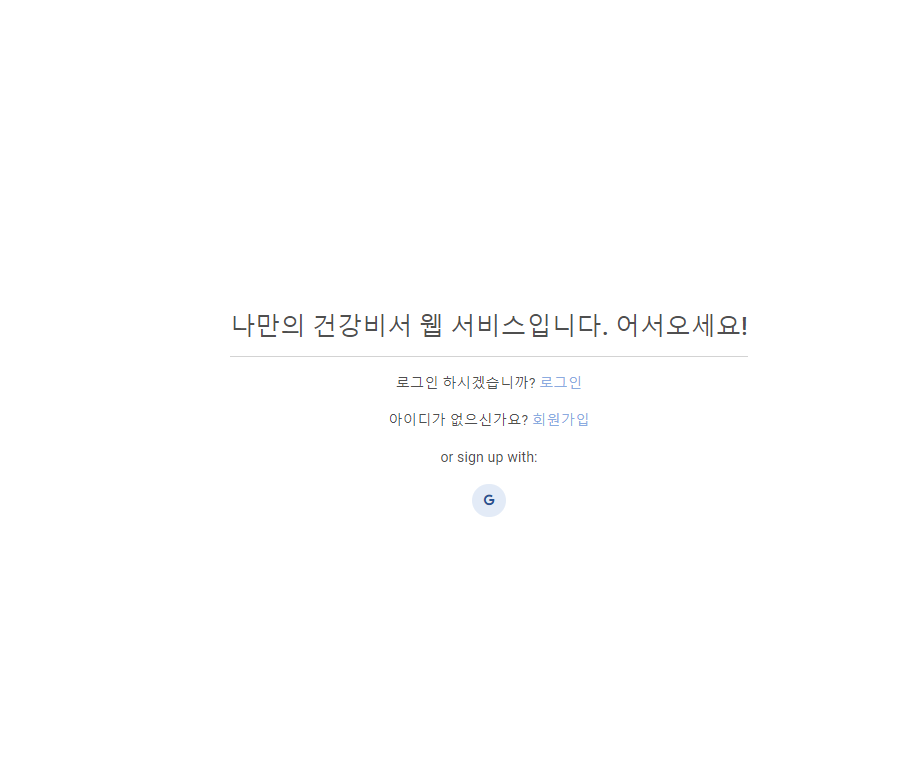 나만의 건강비서 웹 서비스입니다. 어서오세요!
로그인 하시겠습니까? 로그인
아이디가 없으신가요? 회원가입
or sign up with:
G